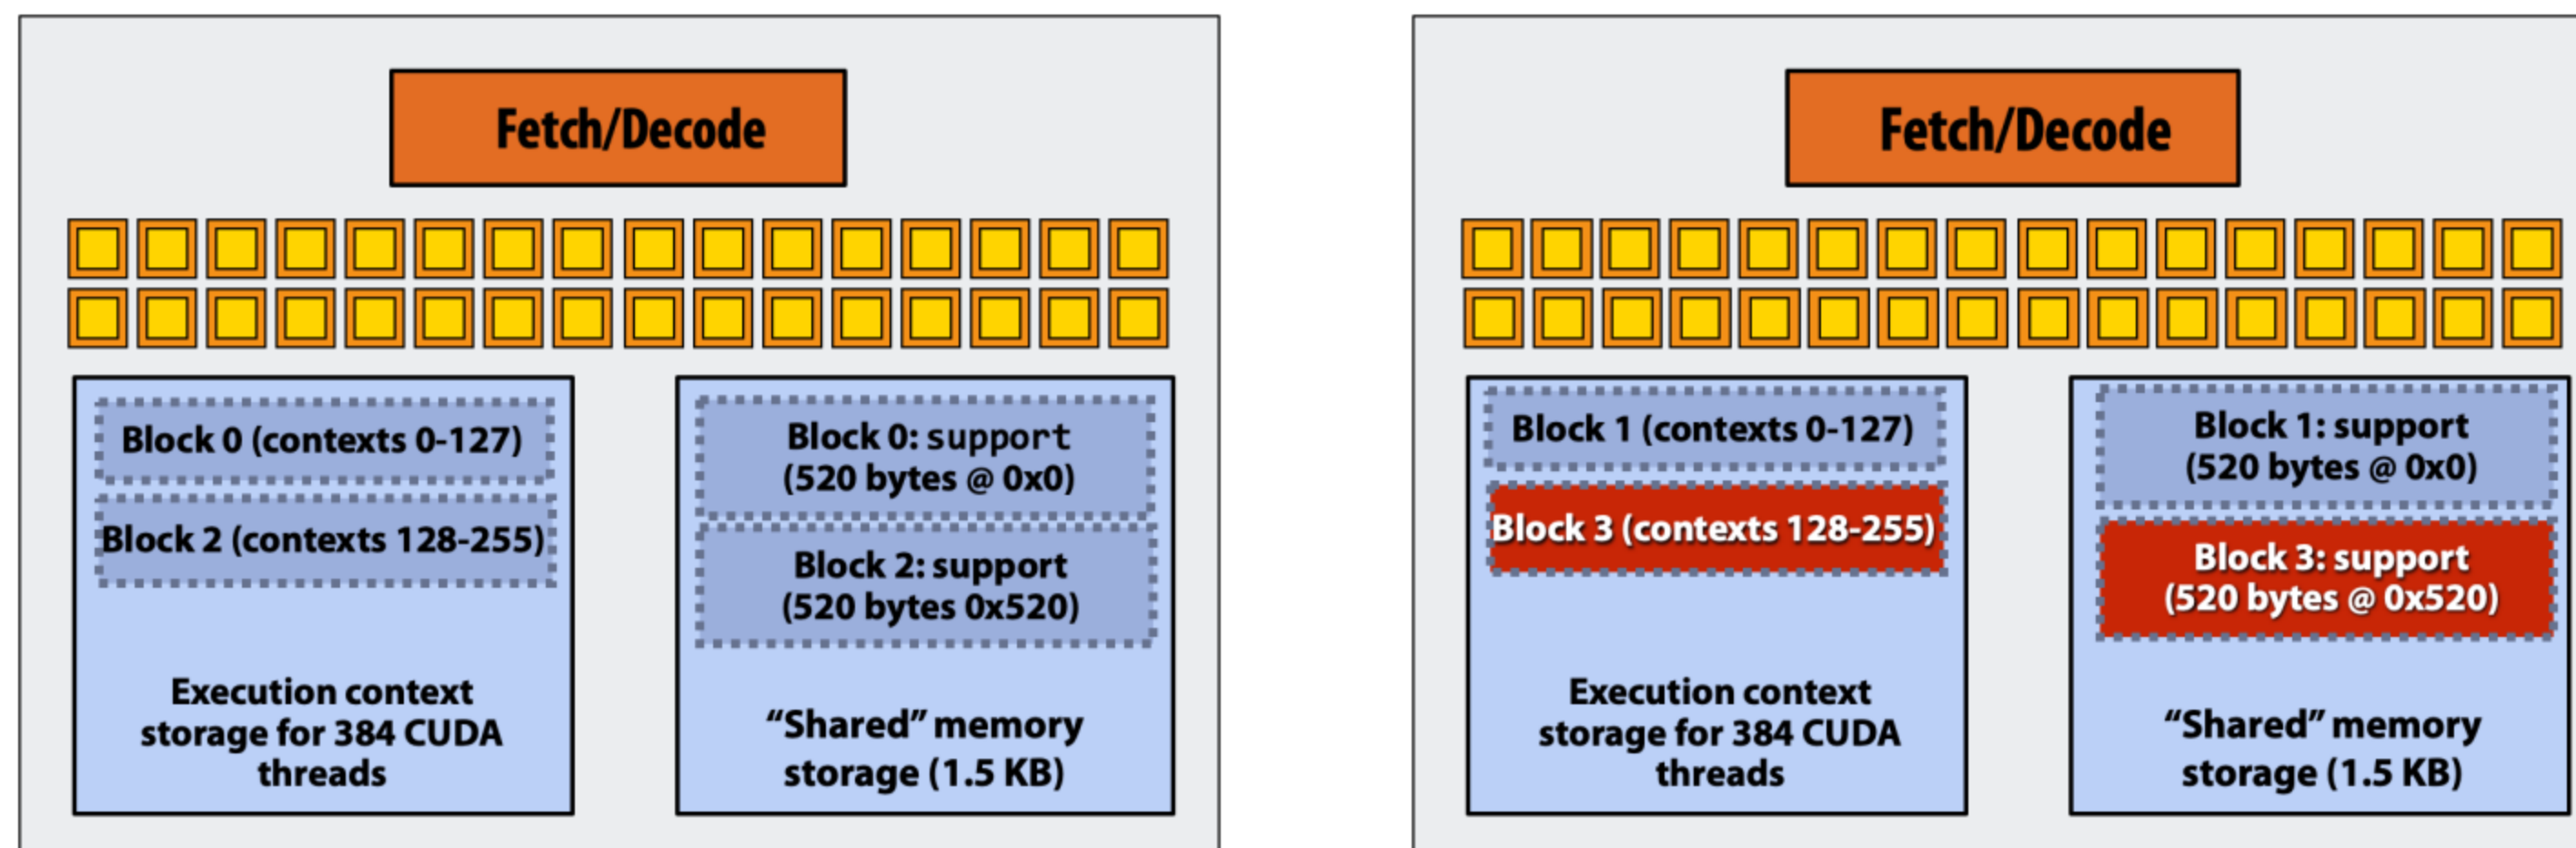 Fetch/Decode
Block 0 (contexts 0-127)
Block 2 (contexts 128-255)
Execution context
storage for 384 CUDA
threads
Block 0: support
(520 bytes @ 0x0)
Block 2: support
(520 bytes 0x520)
“Shared” memory
storage (1.5 KB)
Fetch/Decode
Block 1 (contexts 0-127)
Block 3 (contexts 128-255)
Execution context
storage for 384 CUDA
threads
Block 1: support
(520 bytes @ 0x0)
Block 3: support
(520 bytes @ 0x520)
“Shared” memory
storage (1.5 KB)